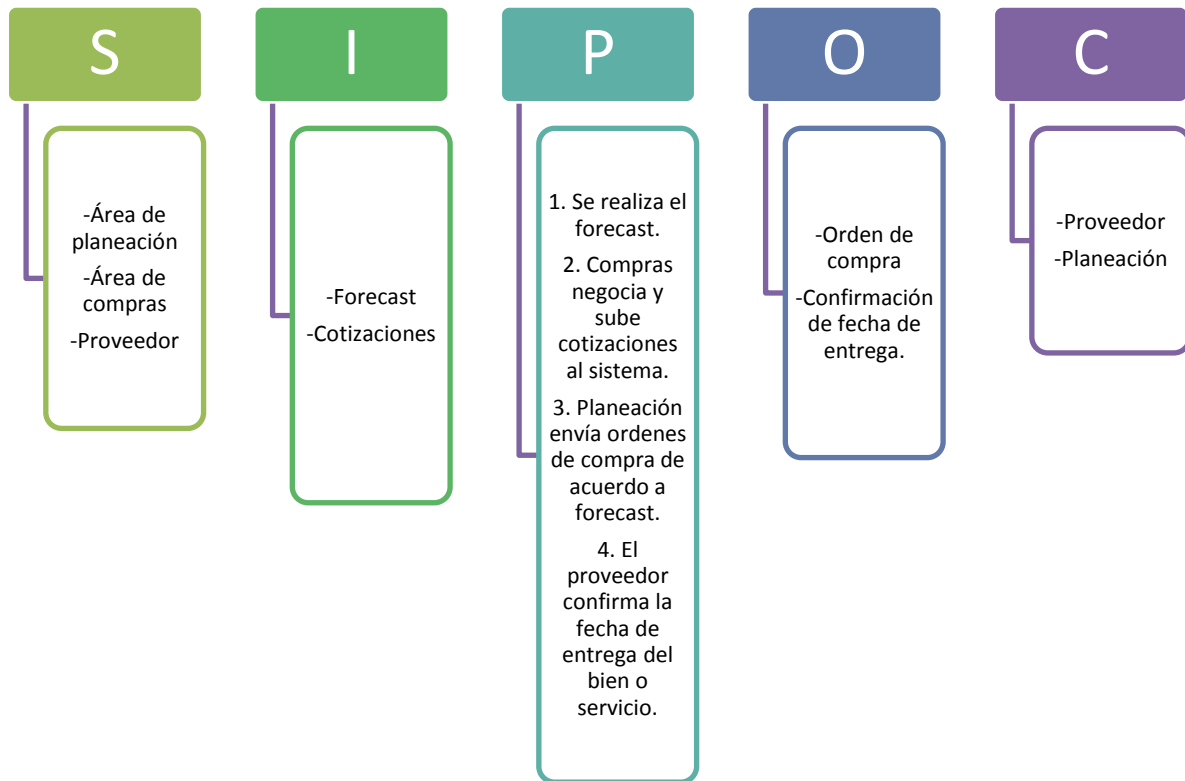 S
-Área de
planeación
-Área de
compras
-Proveedor
I
-Forecast
-Cotizaciones
P
1. Se realiza el
forecast.
2. Compras
negocia y
sube
cotizaciones
al sistema.
3. Planeación
envía ordenes
de compra de
acuerdo a
forecast.
4. El
proveedor
confirma la
fecha de
entrega del
bien o
servicio.
O
-Orden de
compra
-Confirmación
de fecha de
entrega.
C
-Proveedor
-Planeación